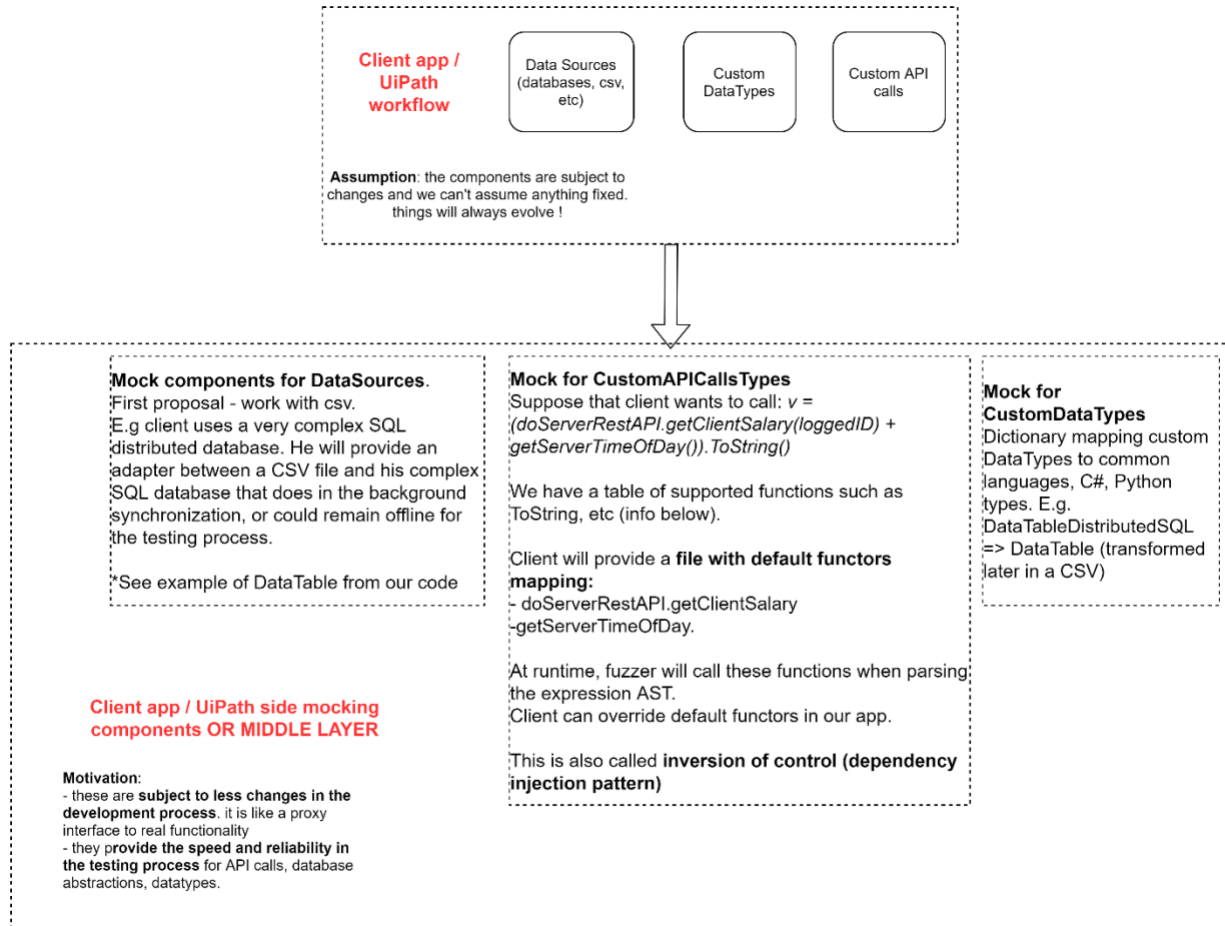 Client app /
UiPath
workflow
Data Sources
(databases, csv,
etc)
Custom
DataTypes
Custom API
calls
Assumption: the components are subject to
changes and we can't assume anything fixed.
things will always evolve !
Mock components for DataSources.
First proposal - work with csv.
E.g client uses a very complex SQL
distributed database. He will provide an
adapter between a CSV file and his complex
SQL database that does in the background
synchronization, or could remain offline for
the testing process.
*See example of DataTable from our code
Mock for CustomAPICallsTypes
Suppose that client wants to call: v =
(doServerRestAPI.getClientSalary(loggedID) +
getServerTimeOfDay()).ToString()
We have a table of supported functions such as
ToString, etc (info below).
Client will provide a file with default functors
mapping:
- doServerRestAPI.getClientSalary
-getServerTimeOfDay.
At runtime, fuzzer will call these functions when parsing
the expression AST.
Client can override default functors in our app.
This is also called inversion of control (dependency
injection pattern)
Mock for
CustomDataTypes
Dictionary mapping custom
DataTypes to common
languages, C#, Python
types. E.g.
DataTableDistributedSQL
=> DataTable (transformed
later in a CSV)
Client app / UiPath side mocking
components OR MIDDLE LAYER
Motivation:
- these are subject to less changes in the
development process. it is like a proxy
interface to real functionality
- they provide the speed and reliability in
the testing process for API calls, database
abstractions, datatypes.